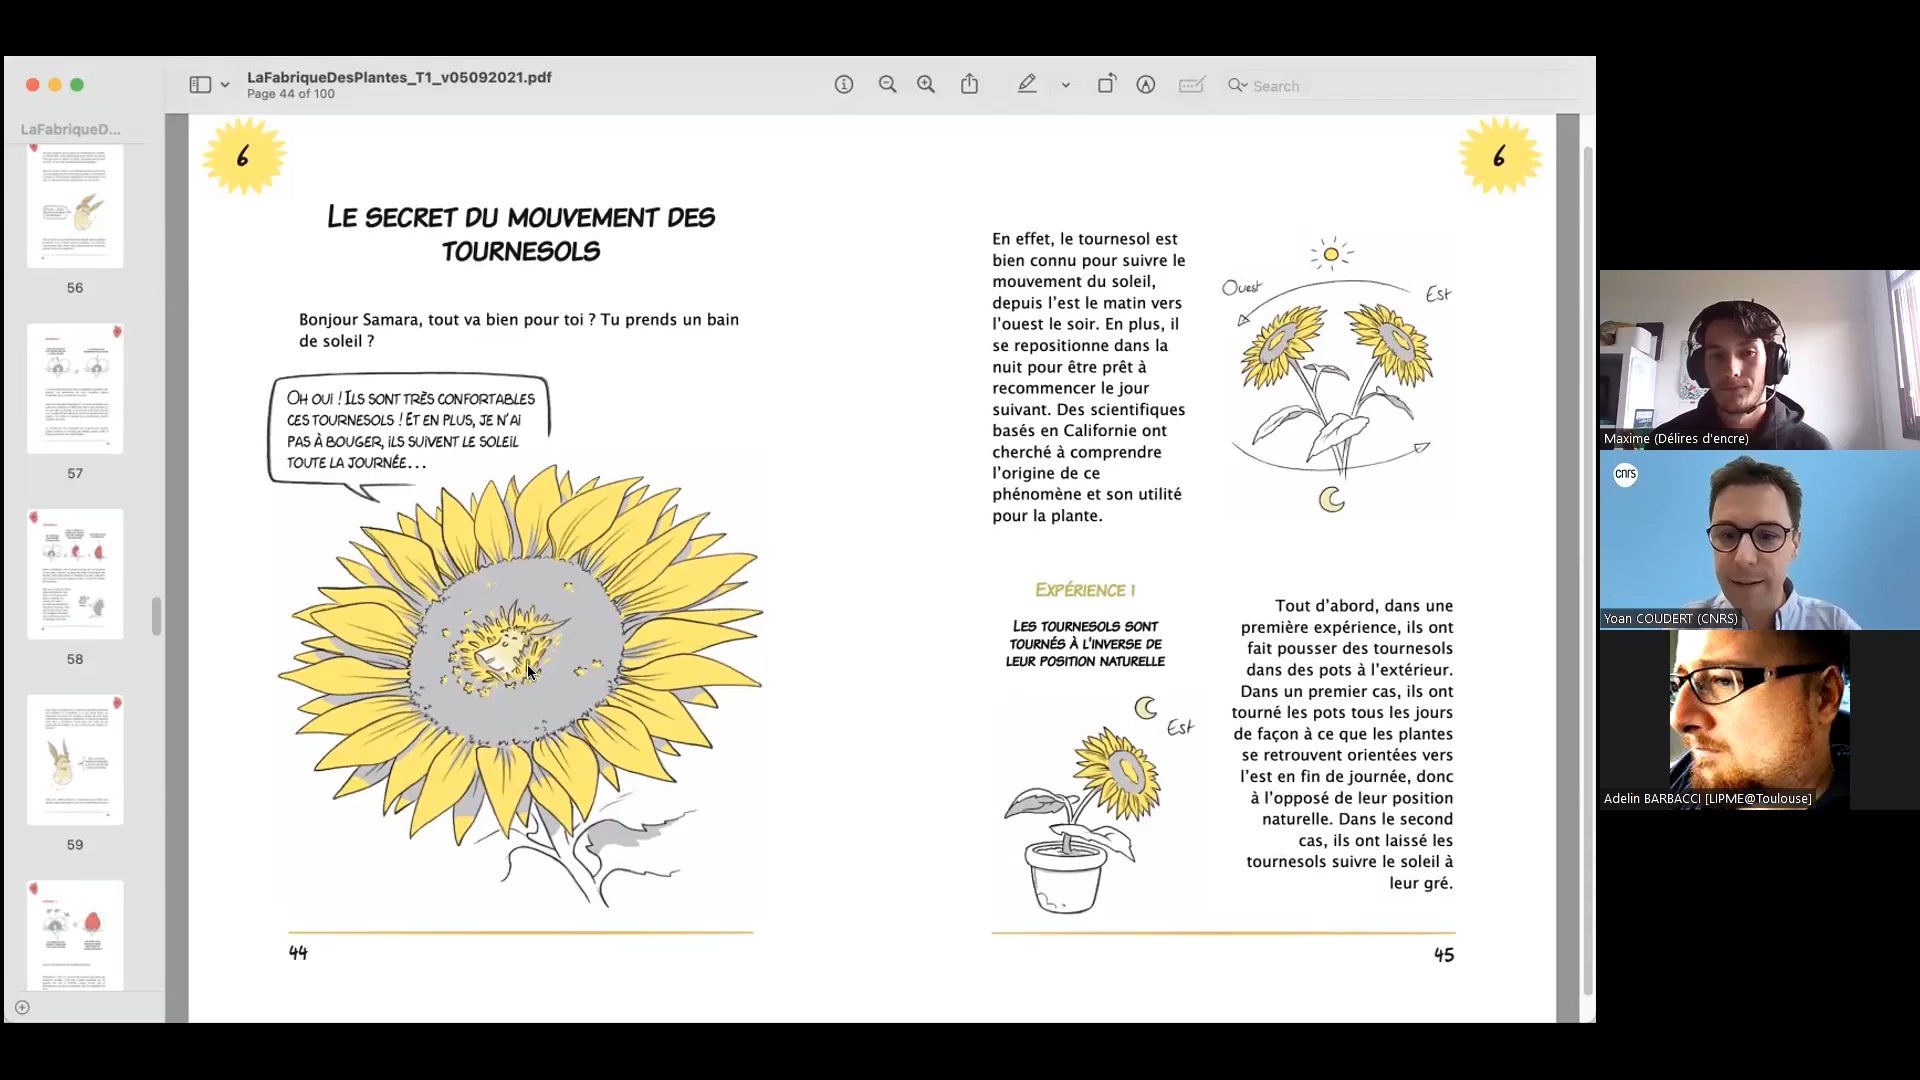 LaFabriqueDesPlantes_T1_v05092021.pdf
Page 44 of 100
Search
LaFabriqueD...
56
57
58
59
6
LE SECRET DU MOUVEMENT DES
TOURNESOLS
Bonjour Samara, tout va bien pour toi ? Tu prends un bain
de soleil ?
OH OUI ! ILS SONT TRÈS CONFORTABLES
CES TOURNESOLS ! ET EN PLUS, JE N'AI
PAS À BOUGER, ILS SUIVENT LE SOLEIL
TOUTE LA JOURNÉE...
44
6
En effet, le tournesol est
bien connu pour suivre le
mouvement du soleil,
depuis l'est le matin vers
l'ouest le soir. En plus, il
se repositionne dans la
nuit pour être prêt à
recommencer le jour
suivant. Des scientifiques
basés en Californie ont
cherché à comprendre
l'origine de ce
phénomène et son utilité
pour la plante.
Ouest
Est
EXPÉRIENCE 1
LES TOURNESOLS SONT
TOURNÉS À L'INVERSE DE
LEUR POSITION NATURELLE
Est
Tout d'abord, dans une
première expérience, ils ont
fait pousser des tournesols
dans des pots à l'extérieur.
Dans un premier cas, ils ont
tourné les pots tous les jours
de façon à ce que les plantes
se retrouvent orientées vers
l'est en fin de journée, donc
à l'opposé de leur position
naturelle. Dans le second
cas, ils ont laissé les
tournesols suivre le soleil à
leur gré.
45
Maxime (Délires d'encre)
cnrs
Yoan COUDERT (CNRS)
Adelin BARBACCI [LIPME@Toulouse]